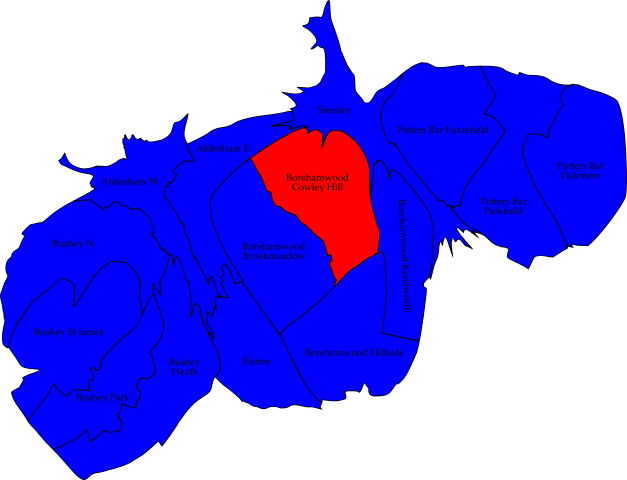 Shenley
Potters Bar Furzefield
Aldenham E
Potters Bar
Oakmere
Borehamwood
Cowley Hill
Aldenham W
Potters Bar
Parkfield
Borehamwood Kenilworth
Bushey N
Borehamwood
Brookmeadow
Bushey St James
Borehamwood Hillside
Elstree
Bushey
Heath
Bushey Park